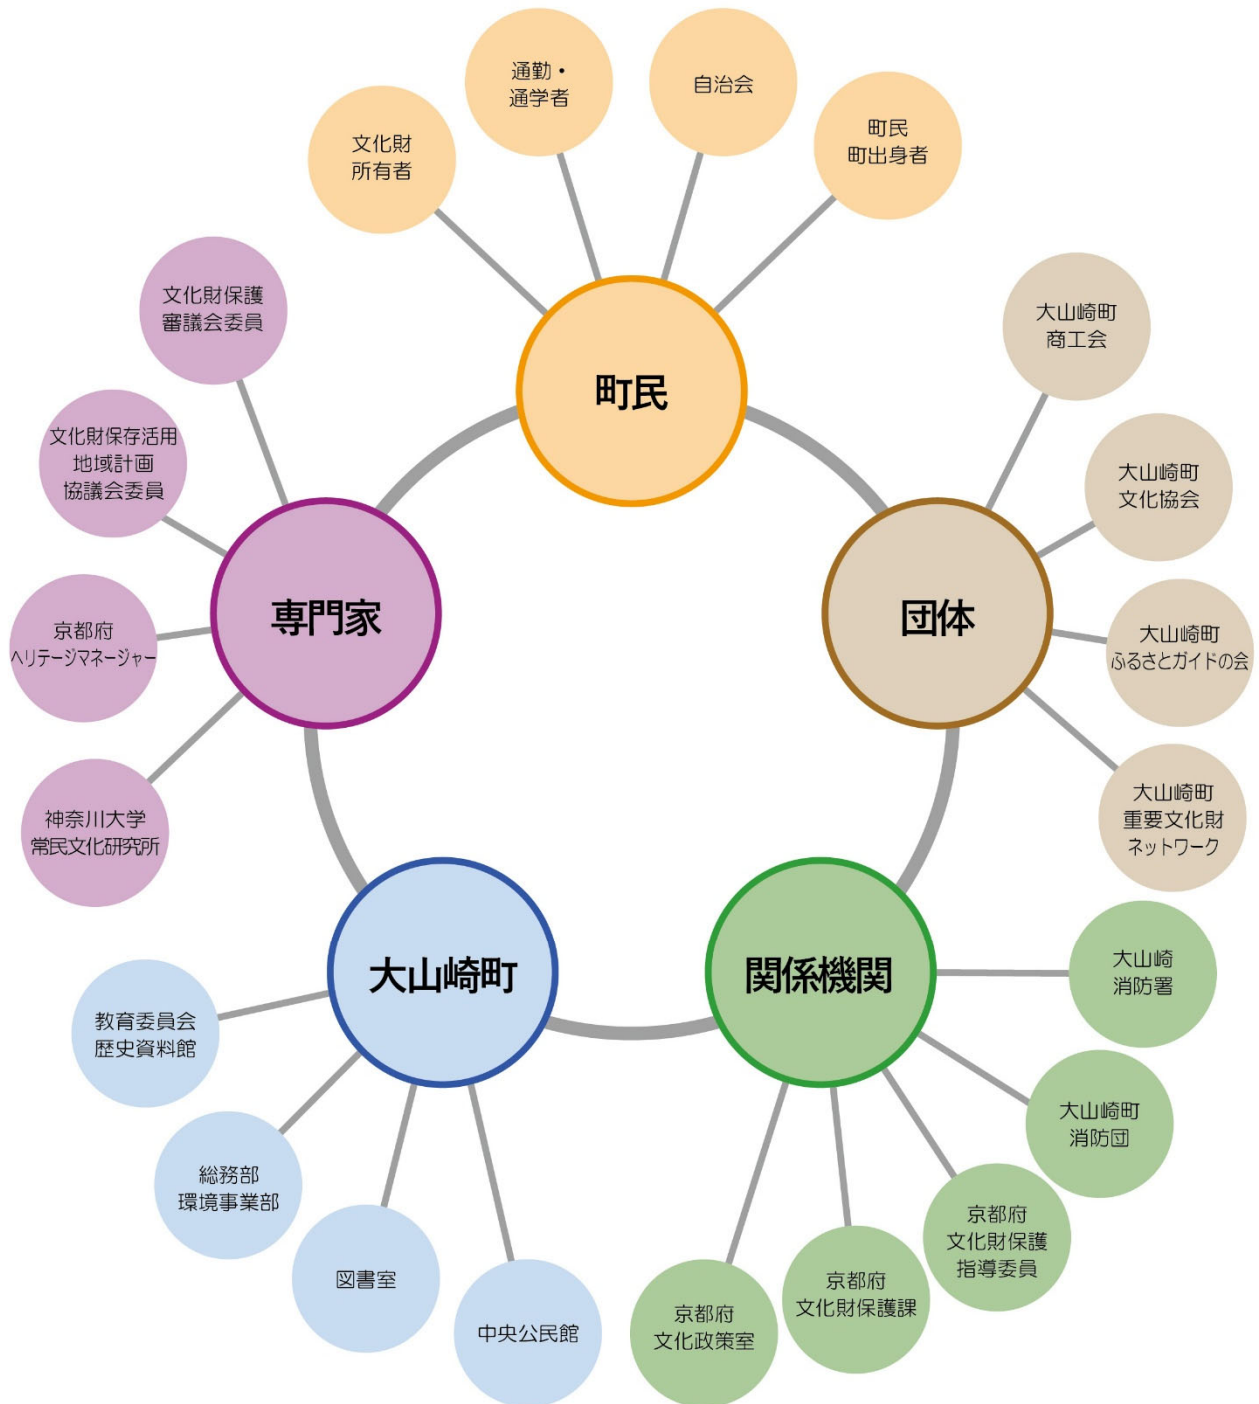 通勤・
通学者
自治会
文化財
所有者
町民
町出身者
町民
文化財保護
審議会委員
文化財保存活用
地域計画
協議会委員
京都府
ヘリテージマネージャー
神奈川大学
常民文化研究所
専門家
大山崎町
商工会
大山崎町
文化協会
大山崎町
ふるさとガイドの会
大山崎町
重要文化財
ネットワーク
団体
大山崎町
教育委員会
歴史資料館
総務部
環境事業部
図書室
中央公民館
関係機関
大山崎
消防署
大山崎町
消防団
京都府
文化財保護
指導委員
京都府
文化財保護課
京都府
文化政策室